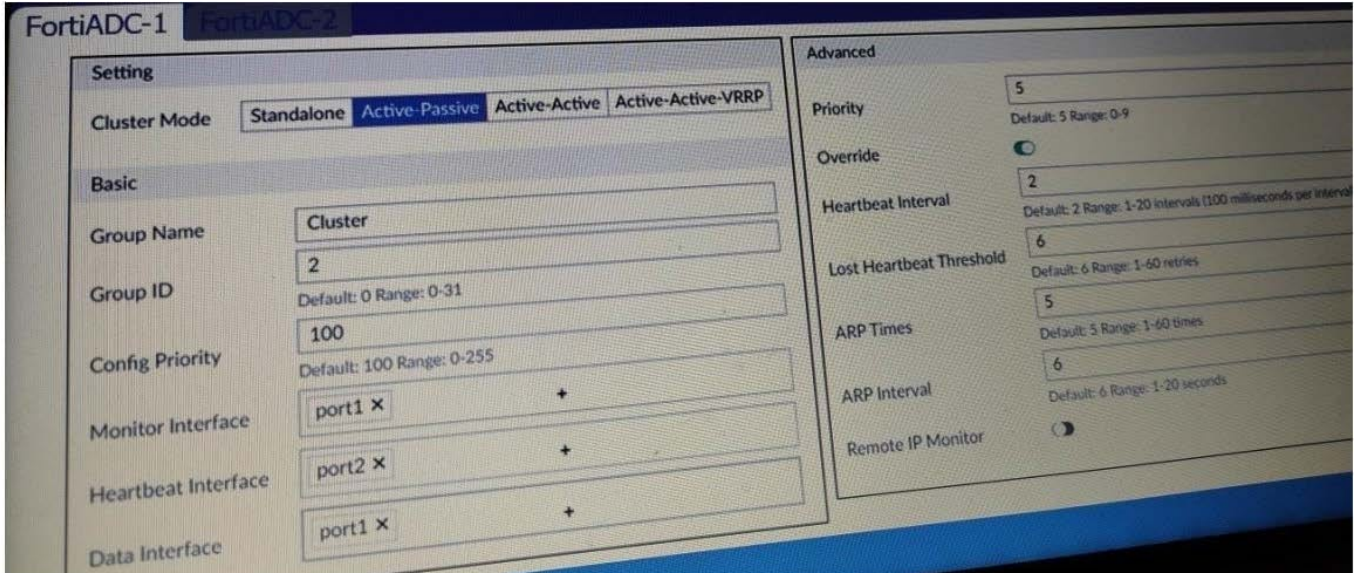 FortiADC-1 FortiADC-2
Setting
Cluster Mode Standalone Active-Passive Active-Active Active-Active-VRRP
Basic
Group Name Cluster
Group ID 2
Default: 0 Range: 0-31
Config Priority 100
Default: 100 Range: 0-255
Monitor Interface port1 × +
Heartbeat Interface port2 × +
Data Interface port1 × +
Advanced
Priority 5
Default: 5 Range: 0-9
Override
Heartbeat Interval 2
Default: 2 Range: 1-20 intervals (100 milliseconds per interval
Lost Heartbeat Threshold 6
Default: 6 Range: 1-60 retries
ARP Times 5
Default: 5 Range: 1-60 times
ARP Interval 6
Default: 6 Range: 1-20 seconds
Remote IP Monitor